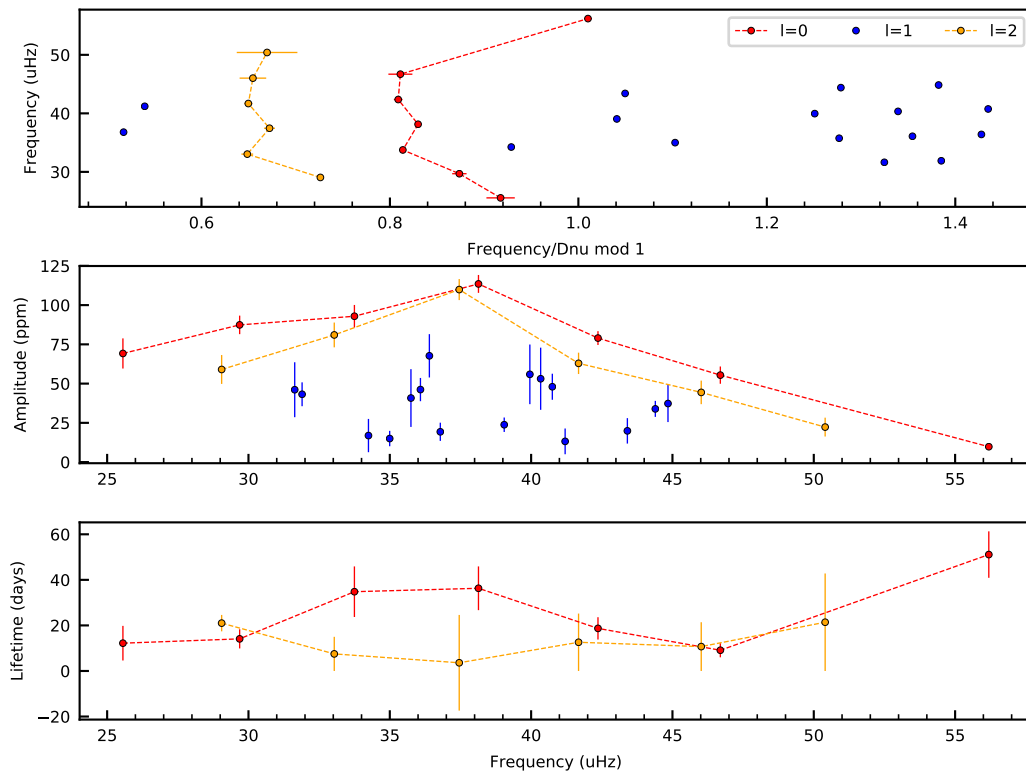 l=0 l=1 l=2
50
40
30
Frequency (uHz)
0.6 0.8 1.0 1.2 1.4
Frequency/Dnu mod 1
125
100
75
50
25
0
Amplitude (ppm)
25 30 35 40 45 50 55
60
40
20
0
−20
Lifetime (days)
25 30 35 40 45 50 55
Frequency (uHz)